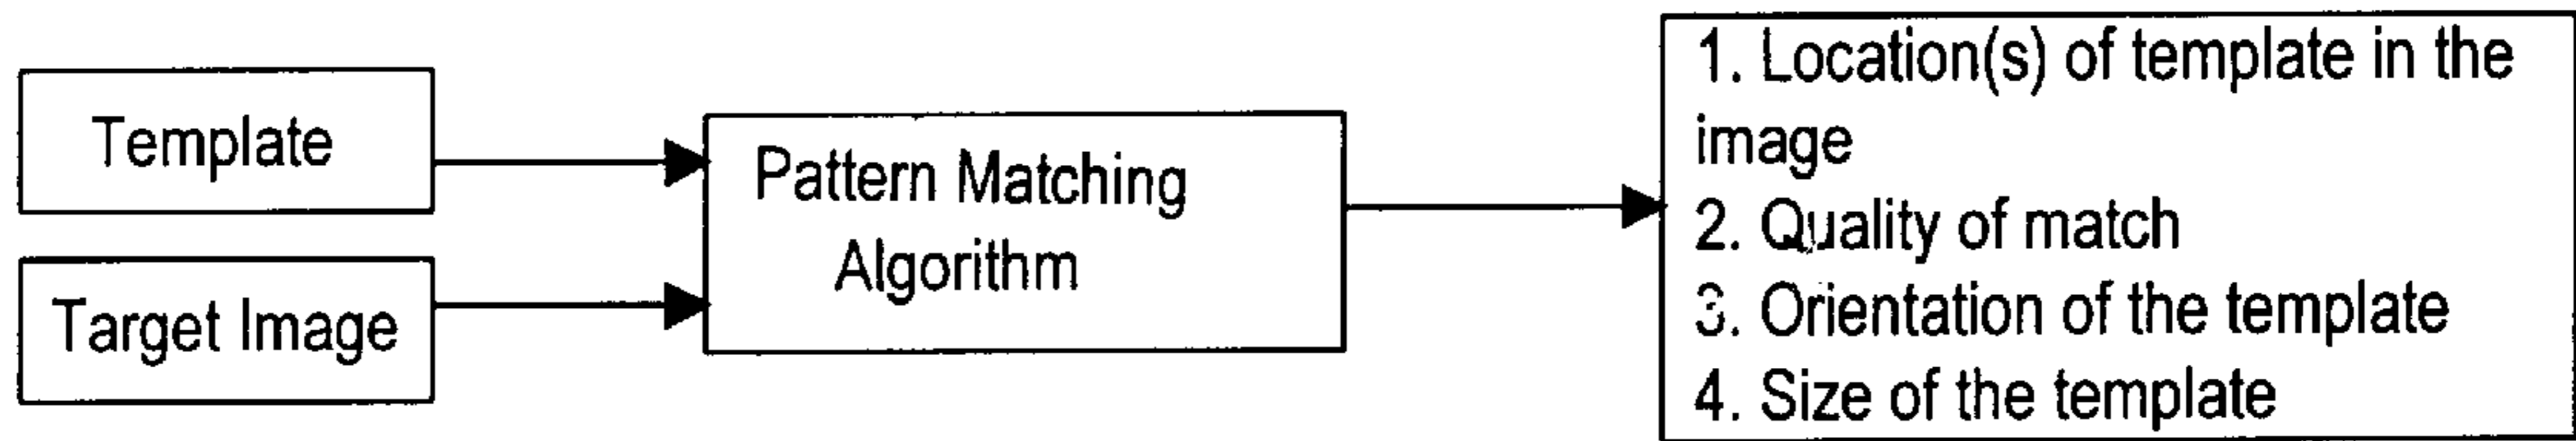 Template
Target Image
Pattern Matching
Algorithm
1. Location(s) of template in the
image
2. Quality of match
3. Orientation of the template
4. Size of the template